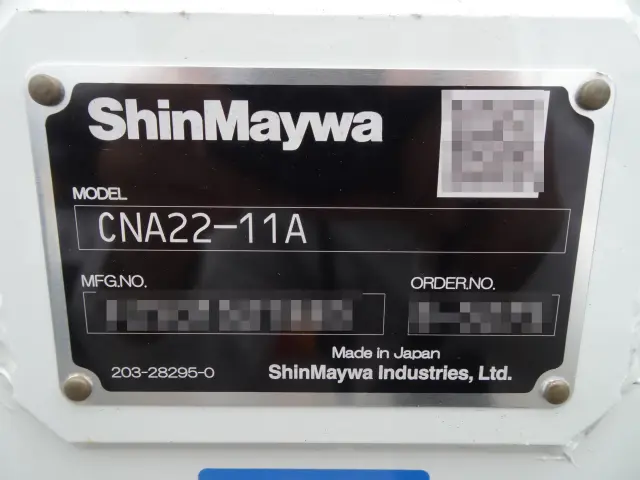 ShinMaywa
MODEL
CNA22-11A
MFG.NO.
ORDER.NO.
Made in Japan
203-28295-0
ShinMaywa Industries, Ltd.